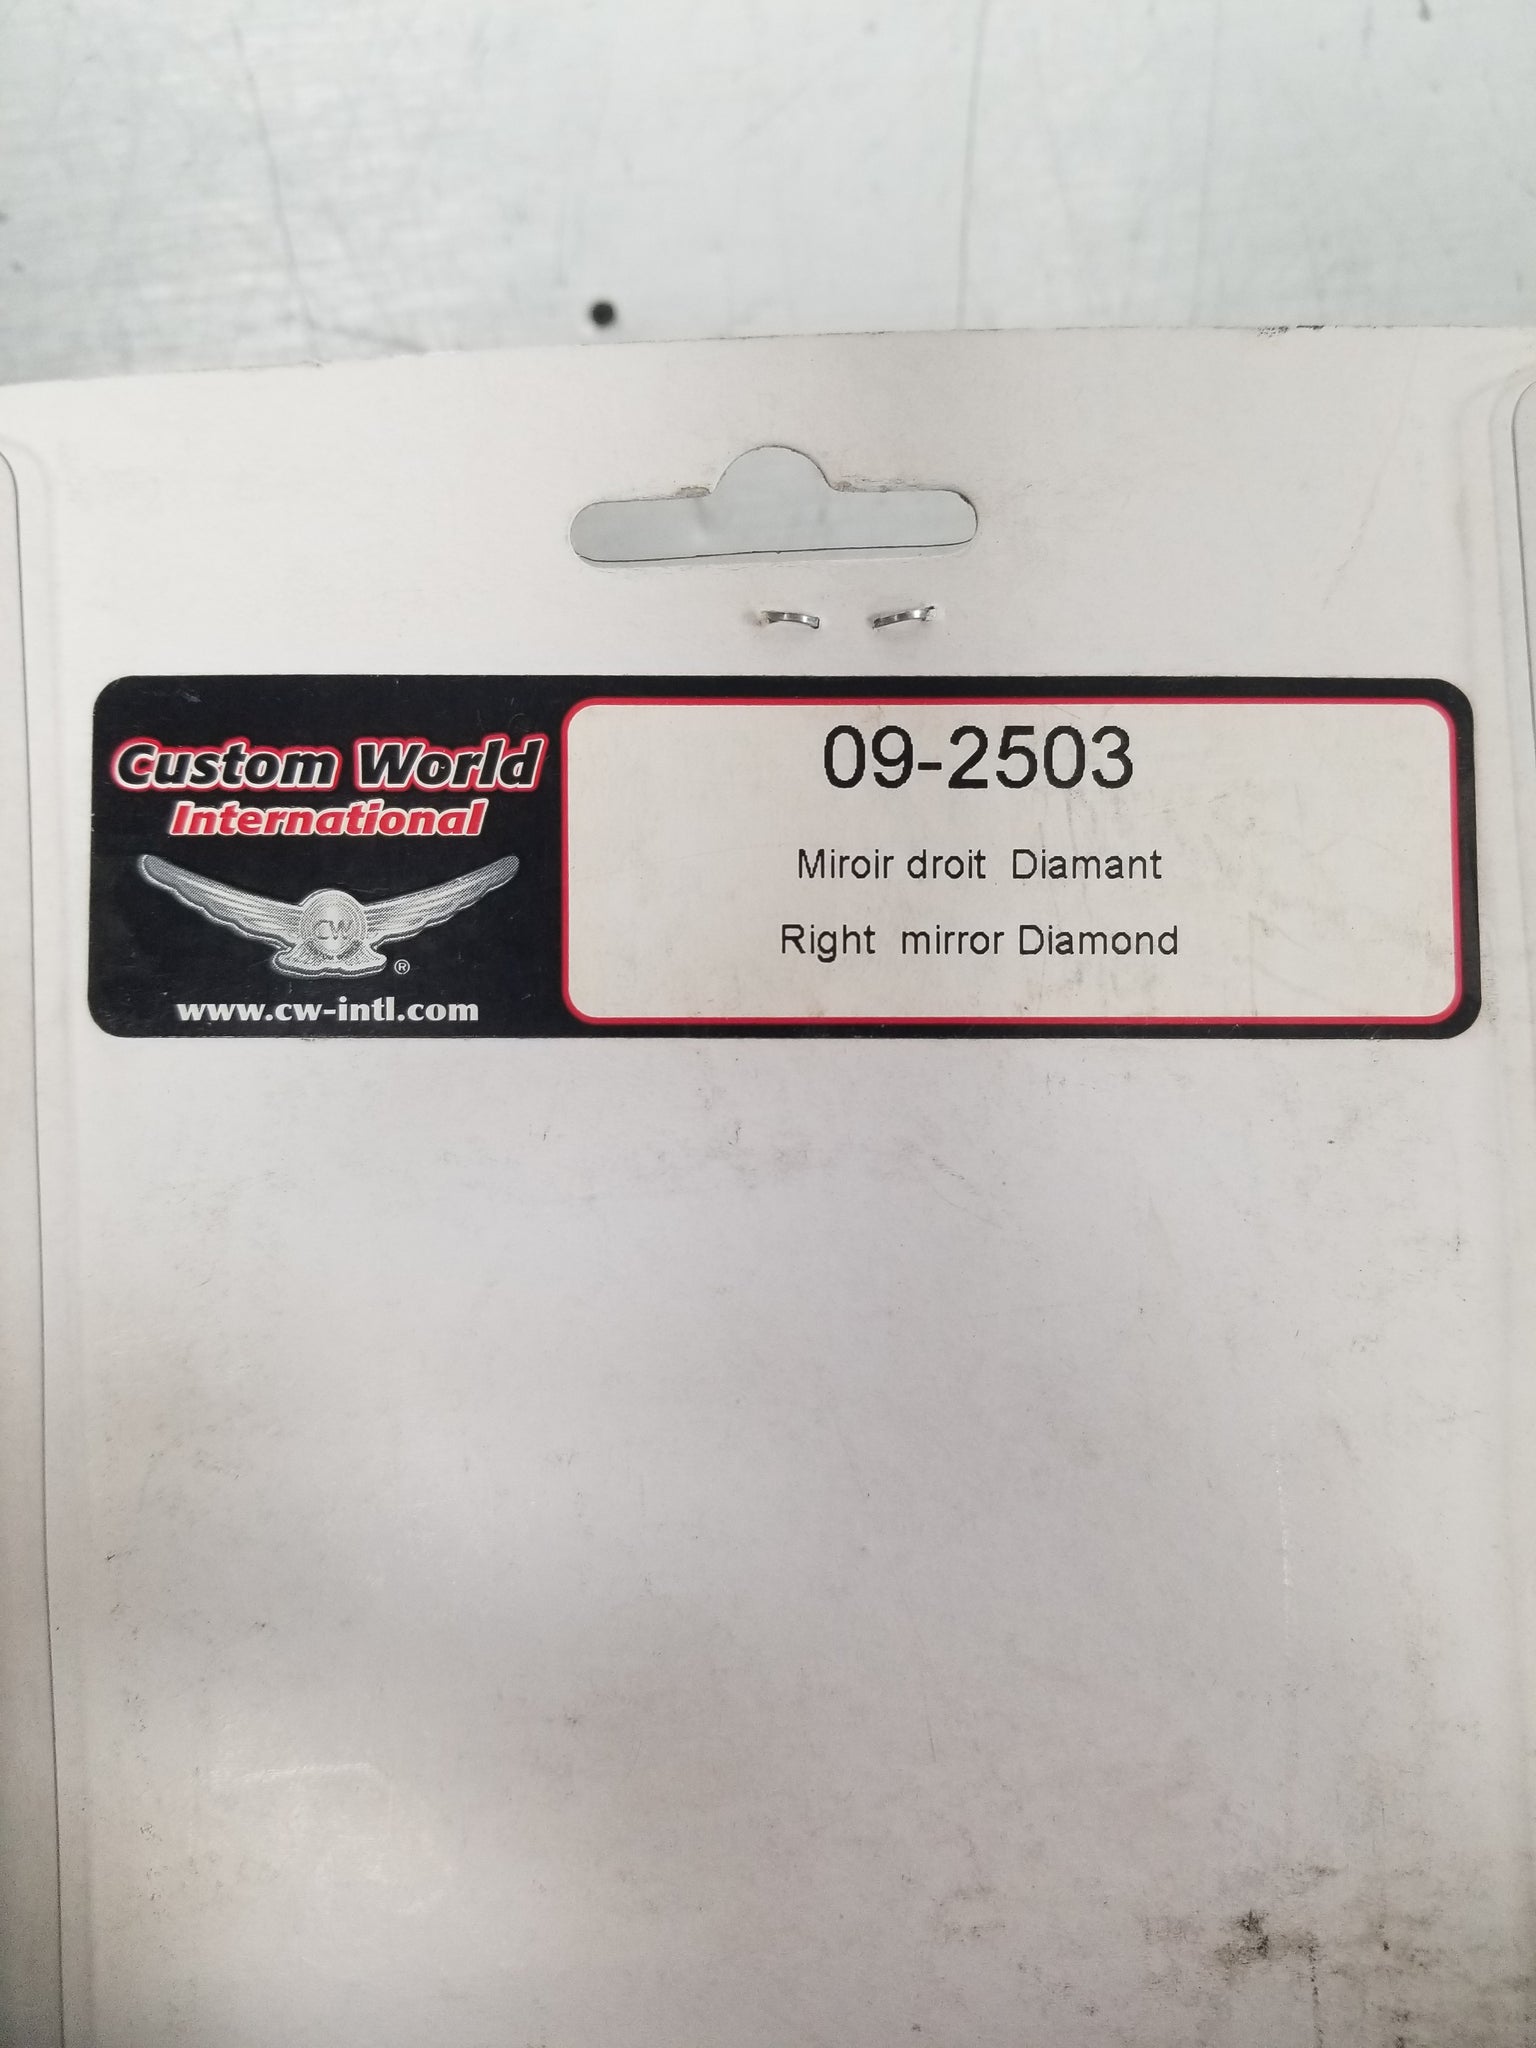 Custom World
International
CW
®
www.cw-intl.com
09-2503
Miroir droit Diamant
Right mirror Diamond